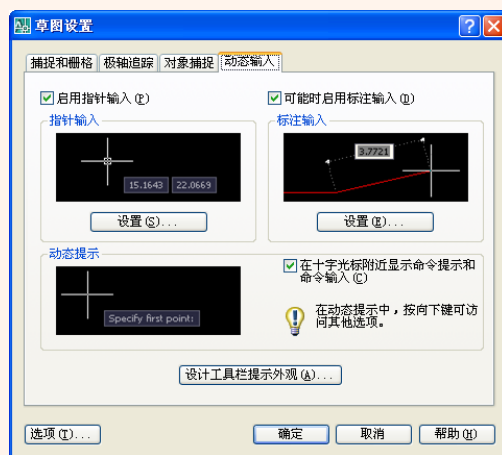 草图设置
捕捉和栅格 极轴追踪 对象捕捉 动态输入
启用指针输入(P) 可能时启用标注输入(D)
指针输入 标注输入
15.1643 22.0669
3.7721
设置(S)... 设置(E)...
动态提示
Specify first point:
在十字光标附近显示命令提示和
命令输入(C)
在动态提示中，按向下键可访
问其他选项。
设计工具栏提示外观(A)...
选项(T)... 确定 取消 帮助(H)